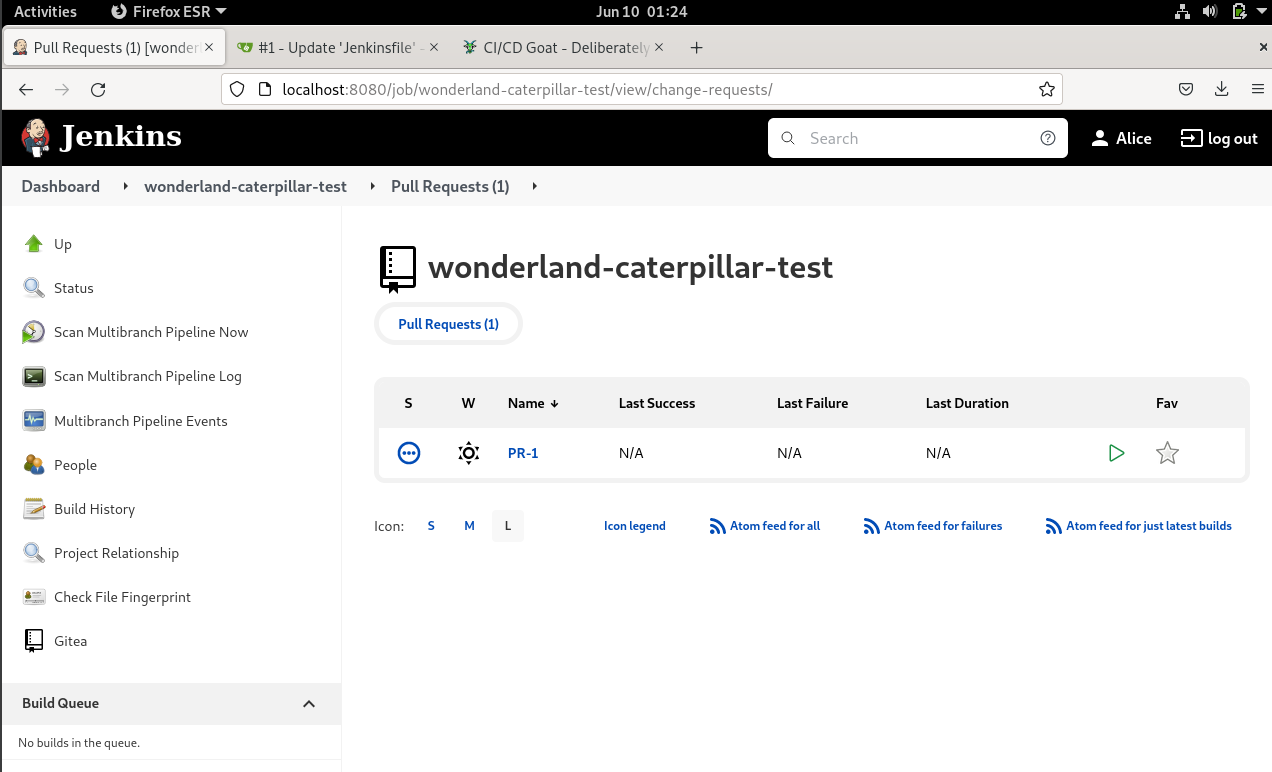 Activities Firefox ESR Jun 10 01:24
Pull Requests (1) [wonder #1 - Update 'Jenkinsfile' - CI/CD Goat - Deliberately
localhost:8080/job/wonderland-caterpillar-test/view/change-requests/
Jenkins Search Alice log out
Dashboard wonderland-caterpillar-test Pull Requests (1)
Up
Status
Scan Multibranch Pipeline Now
Scan Multibranch Pipeline Log
Multibranch Pipeline Events
People
Build History
Project Relationship
Check File Fingerprint
Gitea
Build Queue
No builds in the queue.
wonderland-caterpillar-test
Pull Requests (1)
S W Name ↓ Last Success Last Failure Last Duration Fav
PR-1 N/A N/A N/A
Icon: S M L Icon legend Atom feed for all Atom feed for failures Atom feed for just latest builds